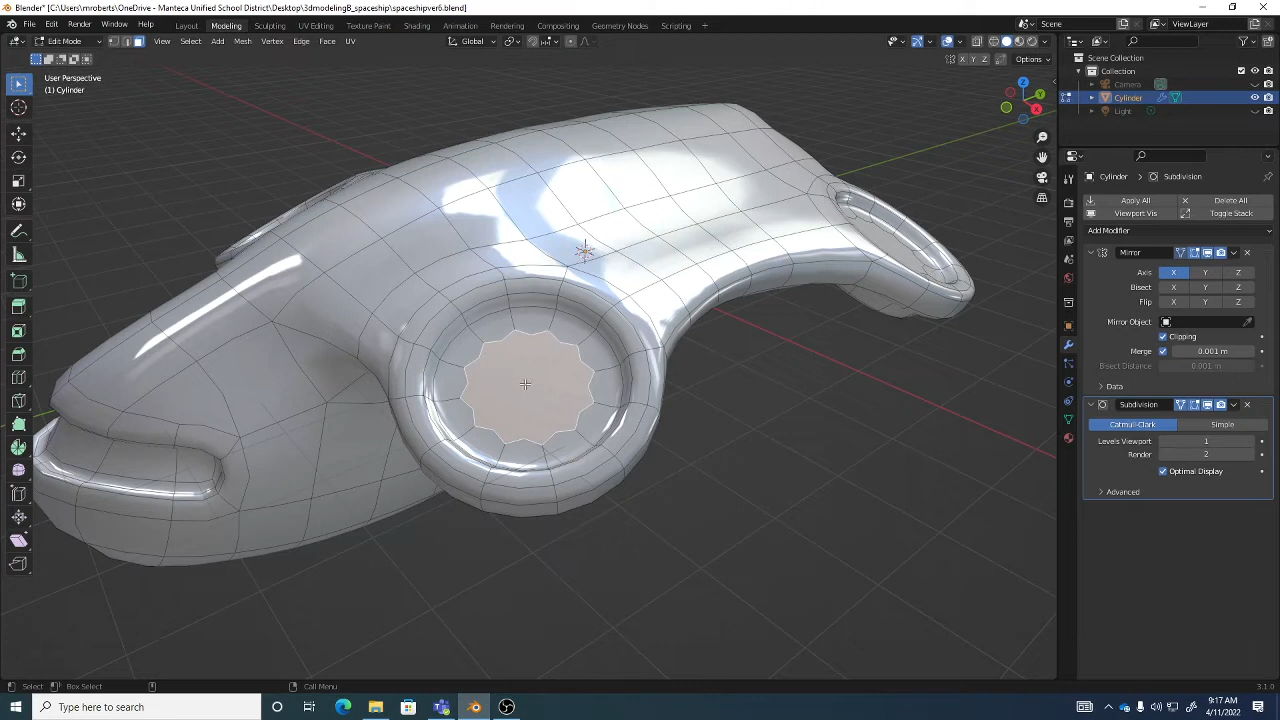 Blender* [C:\Users\mroberts\OneDrive - Manteca Unified School District\Desktop\3dmodeling8_spaceship\spaceshipver6.blend]
File Edit Render Window Help Layout Modeling Sculpting UV Editing Texture Paint Shading Animation Rendering Compositing Geometry Nodes Scripting + Scene ViewLayer
Edit Mode View Select Add Mesh Vertex Edge Face UV Global
X Y Z Options
User Perspective
(1) Cylinder
Z
Y
X
Scene Collection
Collection
Camera
Cylinder
Light
Cylinder > Subdivision
Apply All Delete All
Viewport Vis Toggle Stack
Add Modifier
Mirror
Axis X Y Z
Bisect X Y Z
Flip X Y Z
Mirror Object
Clipping
Merge 0.001 m
Bisect Distance 0.001 m
Data
Subdivision
Catmull-Clark Simple
Levels Viewport 1
Render 2
Optimal Display
Advanced
Select Box Select Call Menu 3.1.0
Type here to search
9:17 AM
4/11/2022